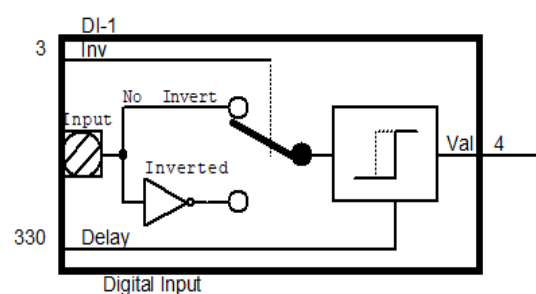 DI-1
3 Inv
No Invert
Input
Inverted
Val 4
330 Delay
Digital Input